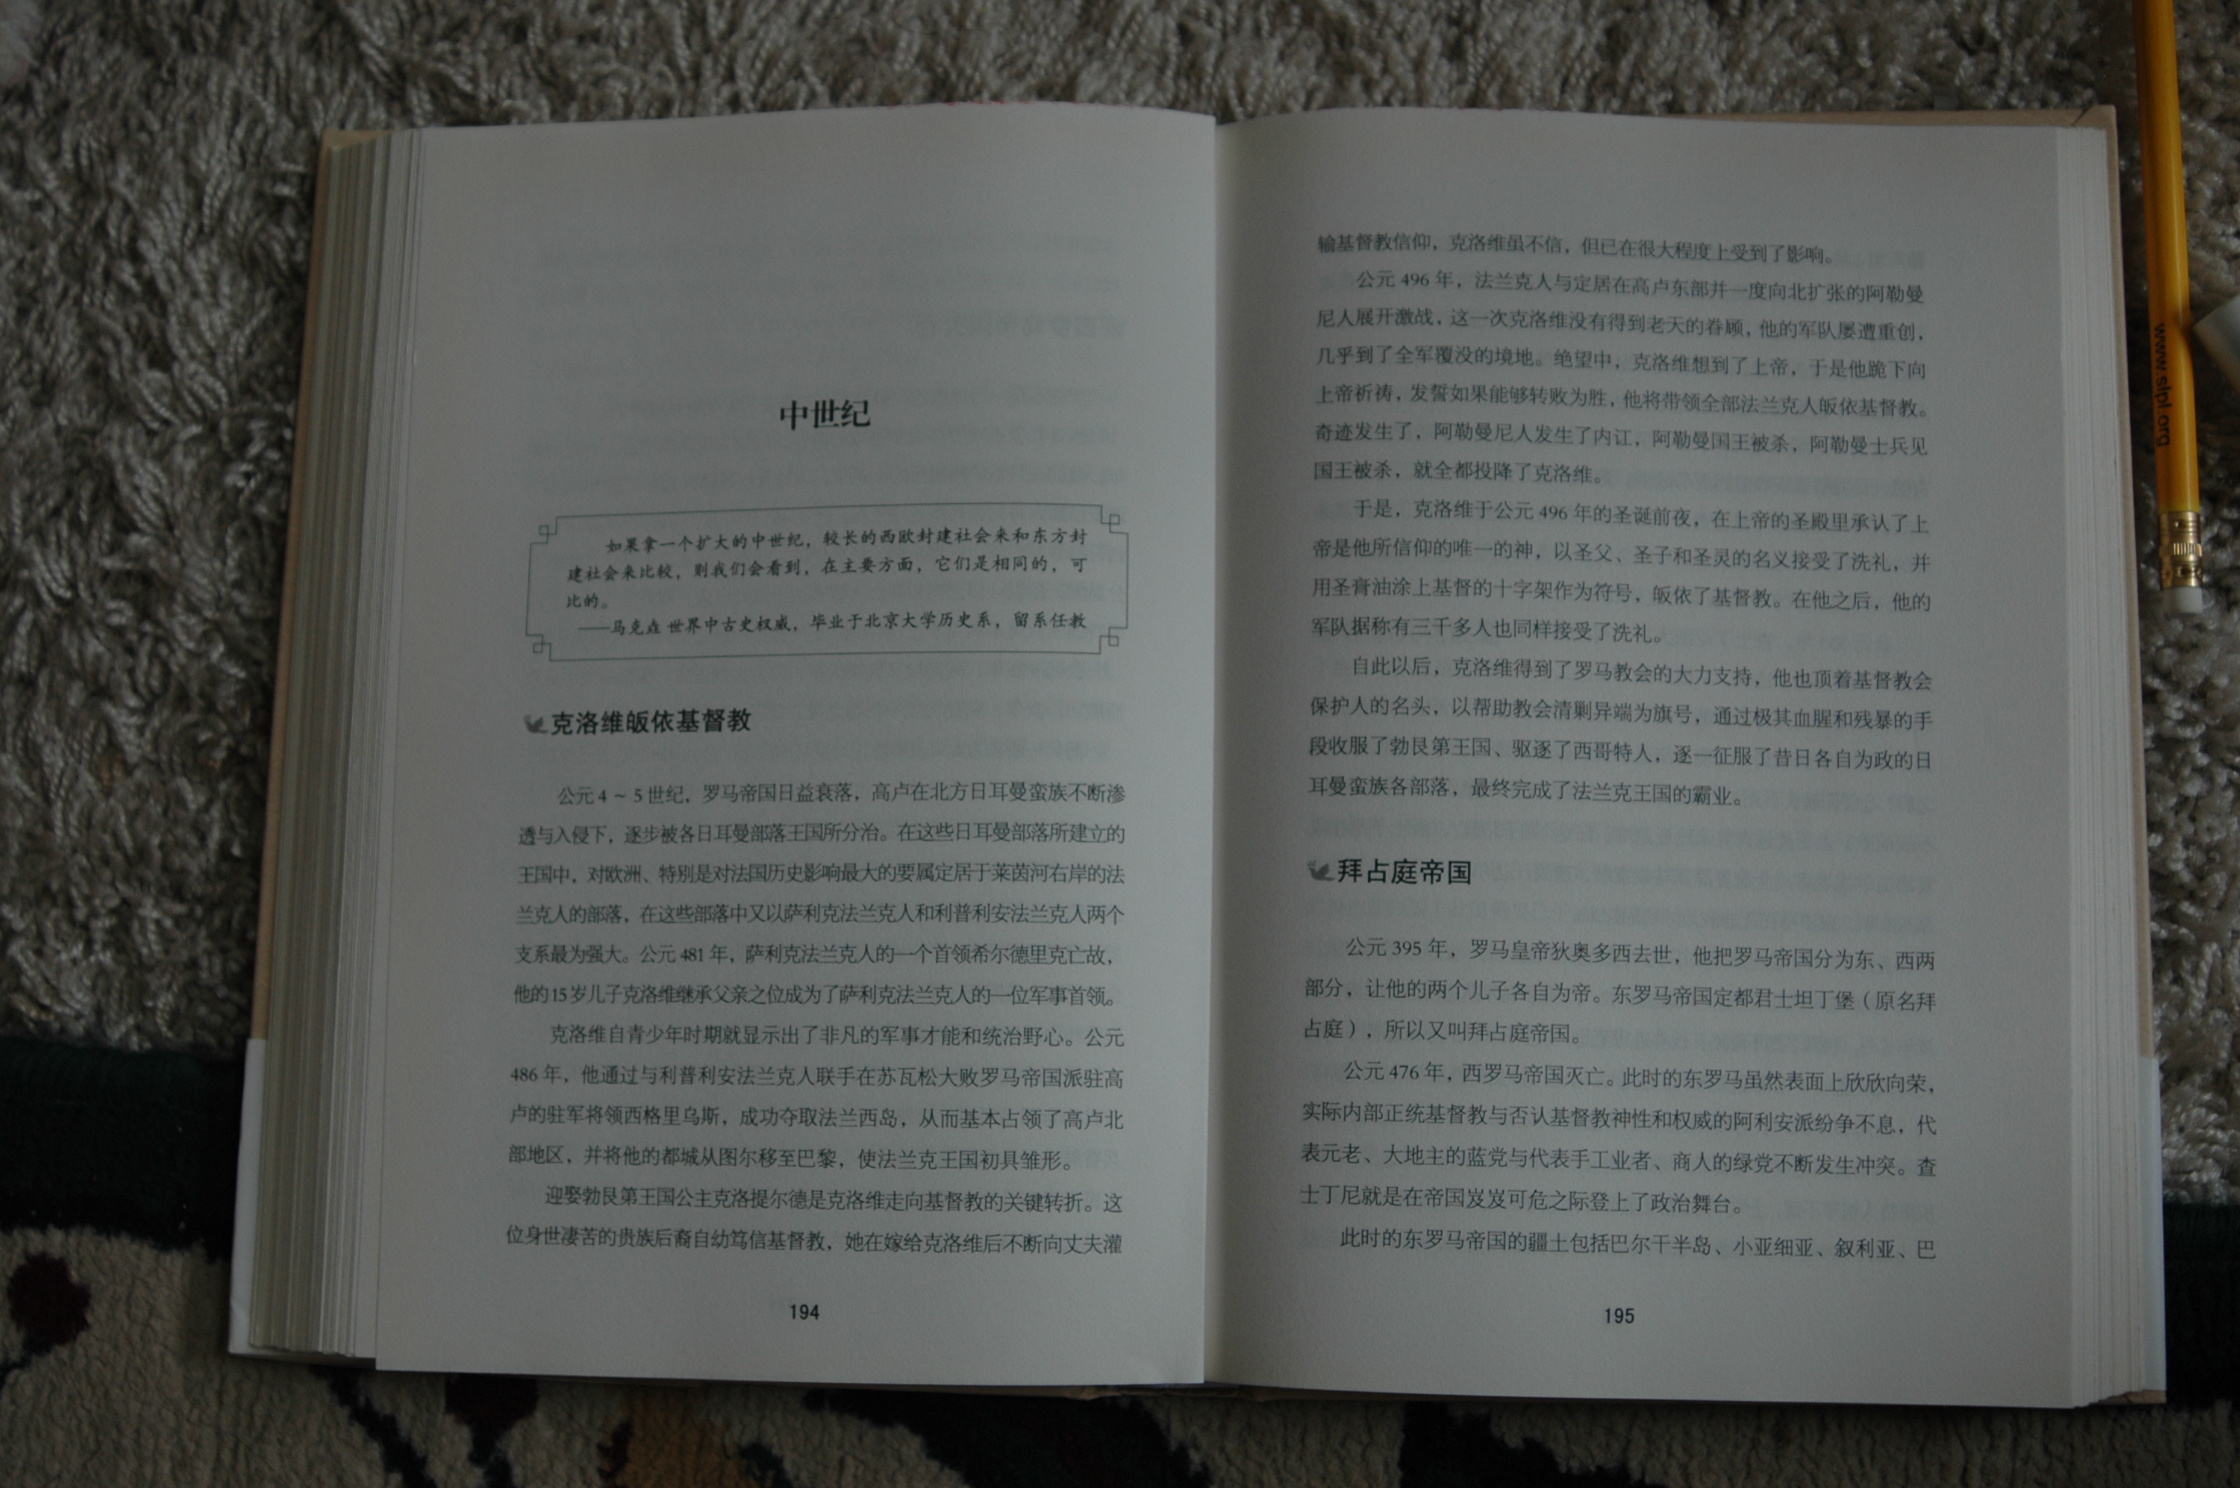 中世纪
如果拿一个扩大的中世纪，较长的西欧封建社会来和东方封
建社会来比较，则我们会看到，在主要方面，它们是相同的，可
比的。
——马克垚 世界中古史权威，毕业于北京大学历史系，留系任教
克洛维皈依基督教
公元4～5世纪，罗马帝国日益衰落，高卢在北方日耳曼蛮族不断渗
透与入侵下，逐步被各日耳曼部落王国所分治。在这些日耳曼部落所建立的
王国中，对欧洲、特别是对法国历史影响最大的要属定居于莱茵河右岸的法
兰克人的部落，在这些部落中又以萨利克法兰克人和利普利安法兰克人两个
支系最为强大。公元481年，萨利克法兰克人的一个首领希尔德里克亡故，
他的15岁儿子克洛维继承父亲之位成为了萨利克法兰克人的一位军事首领。
克洛维自青少年时期就显示出了非凡的军事才能和统治野心。公元
486年，他通过与利普利安法兰克人联手在苏瓦松大败罗马帝国派驻高
卢的驻军将领西格里乌斯，成功夺取法兰西岛，从而基本占领了高卢北
部地区，并将他的都城从图尔移至巴黎，使法兰克王国初具雏形。
迎娶勃艮第王国公主克洛提尔德是克洛维走向基督教的关键转折。这
位身世凄苦的贵族后裔自幼笃信基督教，她在嫁给克洛维后不断向丈夫灌
194
输基督教信仰，克洛维虽不信，但已在很大程度上受到了影响。
公元496年，法兰克人与定居在高卢东部并一度向北扩张的阿勒曼
尼人展开激战，这一次克洛维没有得到老天的眷顾，他的军队屡遭重创，
几乎到了全军覆没的境地。绝望中，克洛维想到了上帝，于是他跪下向
上帝祈祷，发誓如果能够转败为胜，他将带领全部法兰克人皈依基督教。
奇迹发生了，阿勒曼尼人发生了内讧，阿勒曼国王被杀，阿勒曼士兵见
国王被杀，就全都投降了克洛维。
于是，克洛维于公元496年的圣诞前夜，在上帝的圣殿里承认了上
帝是他所信仰的唯一的神，以圣父、圣子和圣灵的名义接受了洗礼，并
用圣膏油涂上基督的十字架作为符号，皈依了基督教。在他之后，他的
军队据称有三千多人也同样接受了洗礼。
自此以后，克洛维得到了罗马教会的大力支持，他也顶着基督教会
保护人的名头，以帮助教会清剿异端为旗号，通过极其血腥和残暴的手
段收服了勃艮第王国、驱逐了西哥特人，逐一征服了昔日各自为政的日
耳曼蛮族各部落，最终完成了法兰克王国的霸业。
拜占庭帝国
公元395年，罗马皇帝狄奥多西去世，他把罗马帝国分为东、西两
部分，让他的两个儿子各自为帝。东罗马帝国定都君士坦丁堡（原名拜
占庭），所以又叫拜占庭帝国。
公元476年，西罗马帝国灭亡。此时的东罗马虽然表面上欣欣向荣，
实际内部正统基督教与否认基督教神性和权威的阿利安派纷争不息，代
表元老、大地主的蓝党与代表手工业者、商人的绿党不断发生冲突。查
士丁尼就是在帝国岌岌可危之际登上了政治舞台。
此时的东罗马帝国的疆土包括巴尔干半岛、小亚细亚、叙利亚、巴
195
www.slpl.org